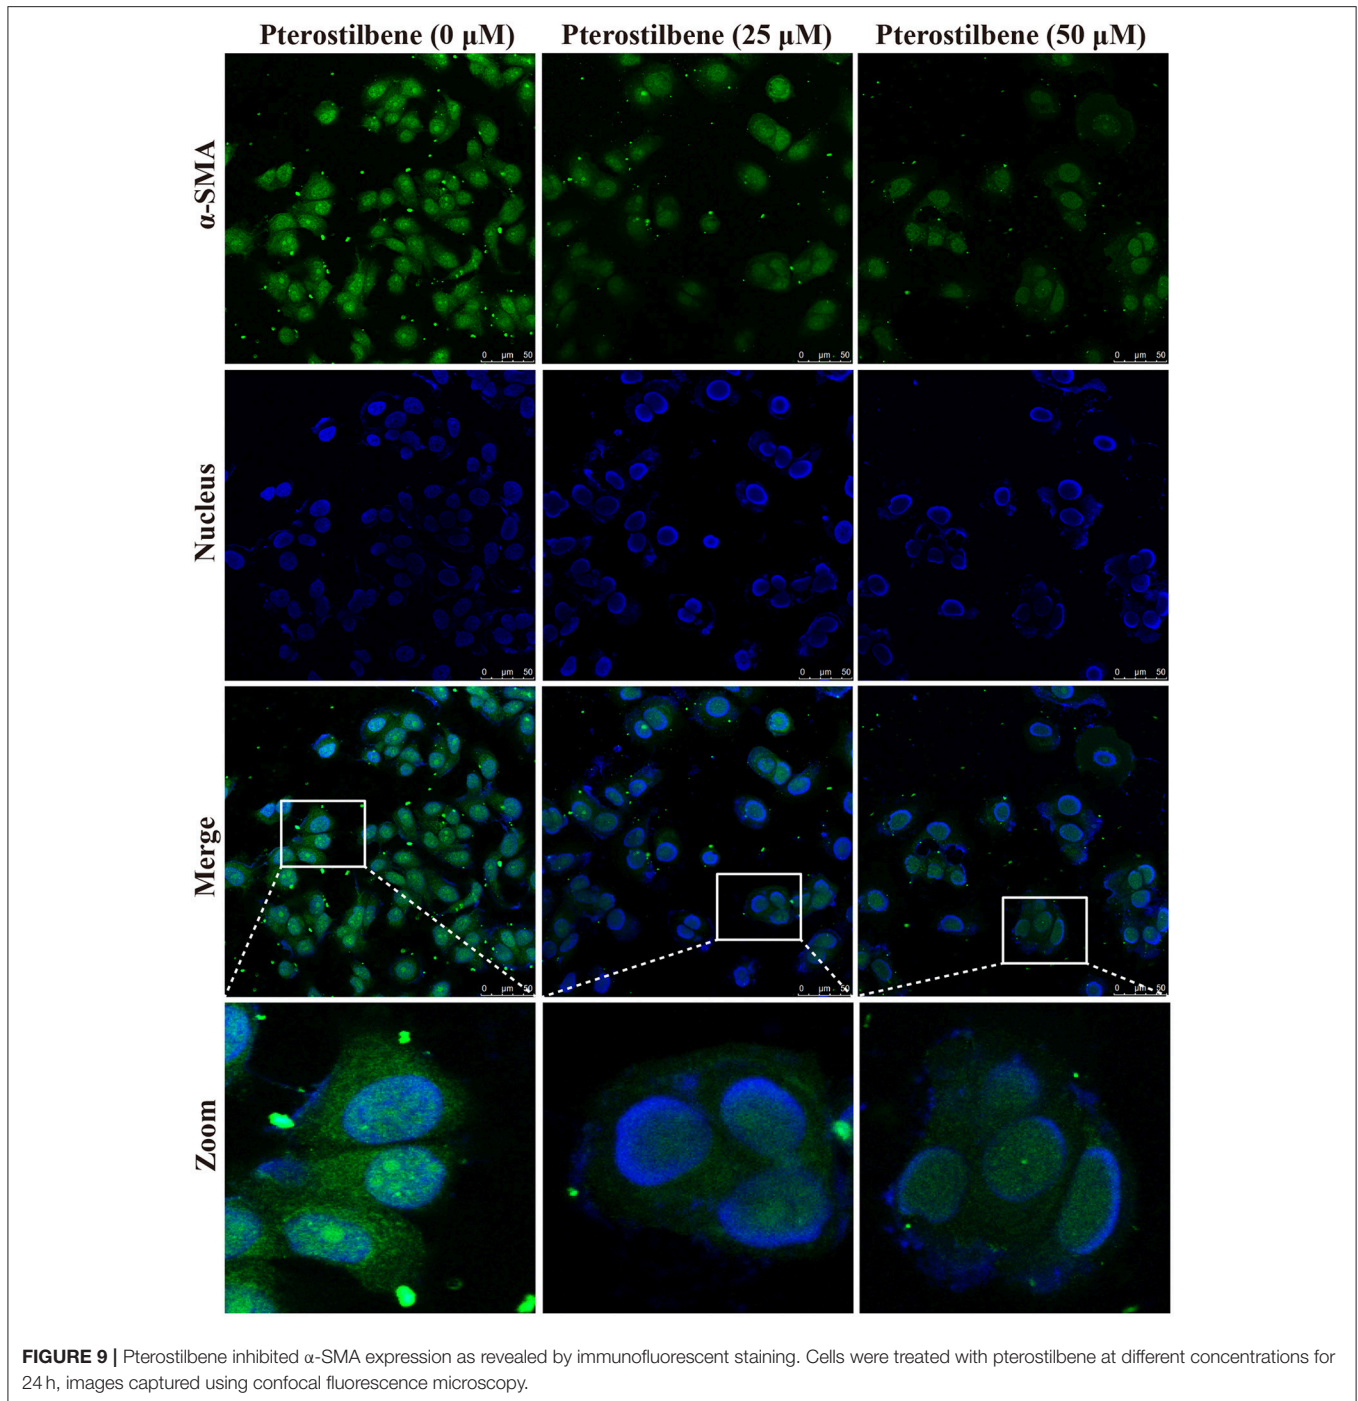 Pterostilbene (0 μM) Pterostilbene (25 μM) Pterostilbene (50 μM)
α-SMA
0 μm 50
0 μm 50
0 μm 50
Nucleus
0 μm 50
0 μm 50
0 μm 50
Merge
0 μm 50
0 μm 50
0 μm 50
Zoom
FIGURE 9 | Pterostilbene inhibited α-SMA expression as revealed by immunofluorescent staining. Cells were treated with pterostilbene at different concentrations for
24 h, images captured using confocal fluorescence microscopy.